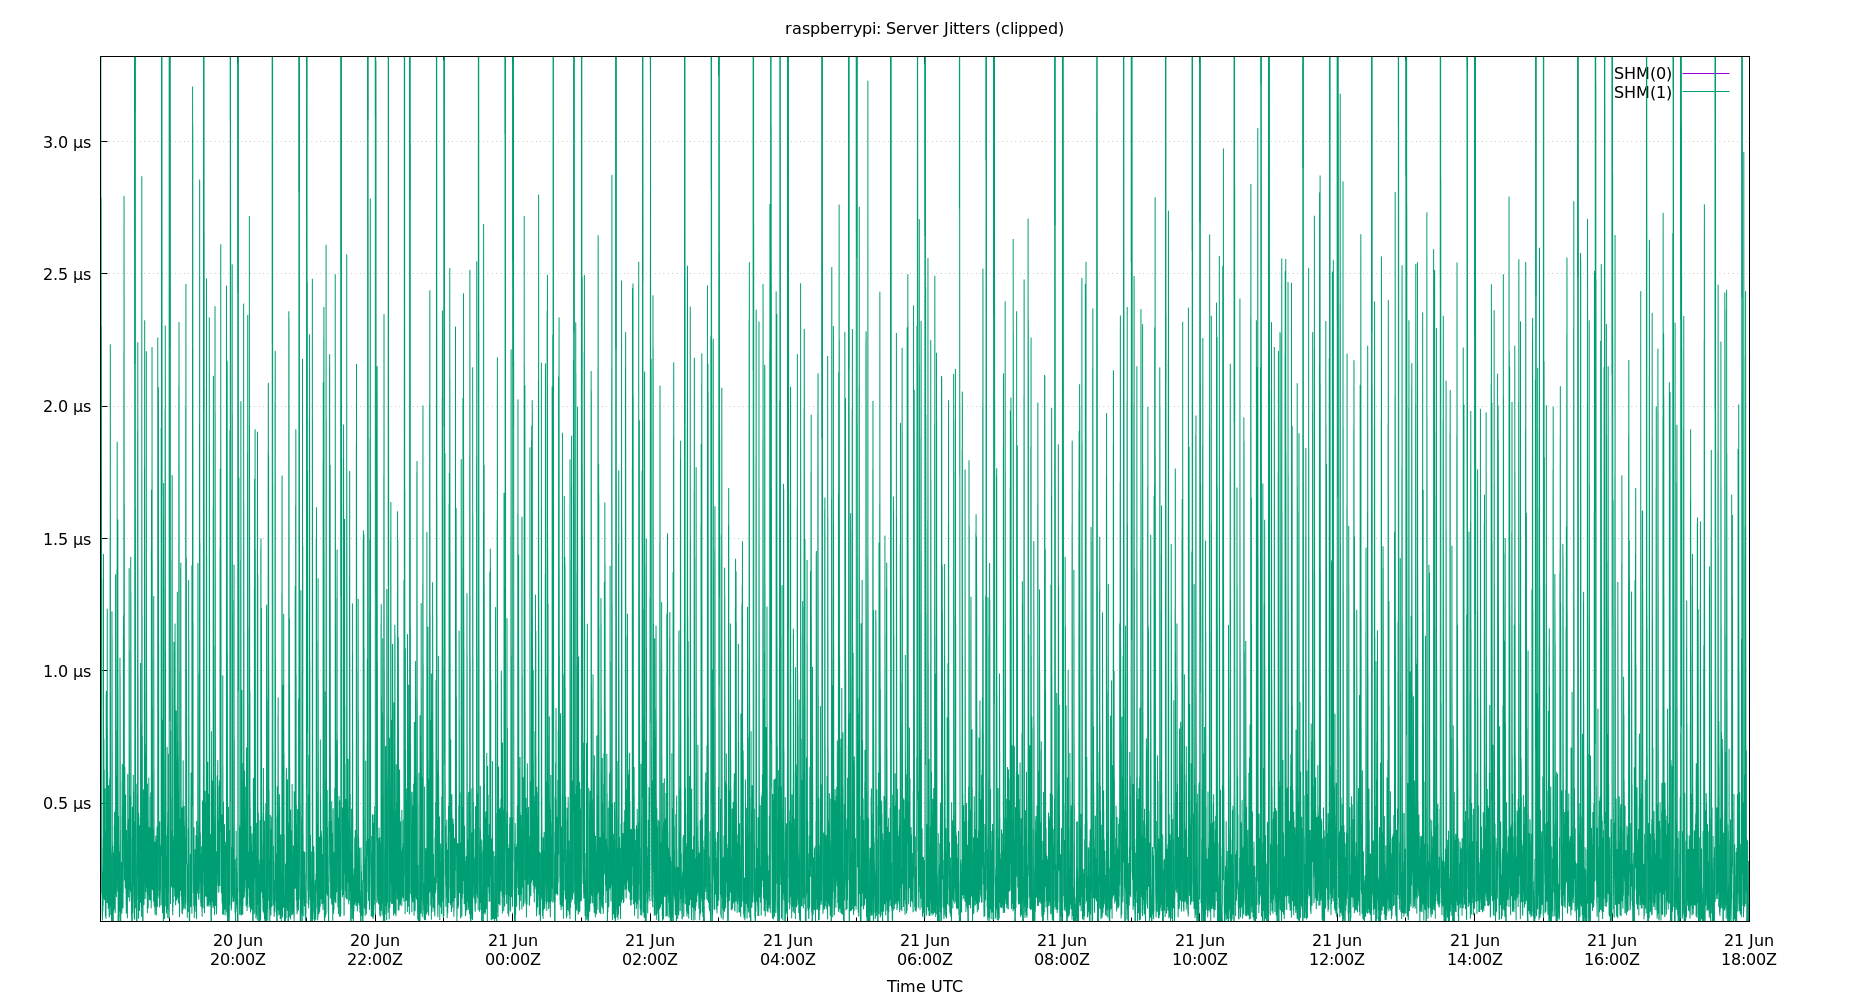 raspberrypi: Server Jitters (clipped)
SHM(0)
SHM(1)
3.0 µs
2.5 µs
2.0 µs
1.5 µs
1.0 µs
0.5 µs
20 Jun 20 Jun 21 Jun 21 Jun 21 Jun 21 Jun 21 Jun 21 Jun 21 Jun 21 Jun 21 Jun 21 Jun
20:00Z 22:00Z 00:00Z 02:00Z 04:00Z 06:00Z 08:00Z 10:00Z 12:00Z 14:00Z 16:00Z 18:00Z
Time UTC